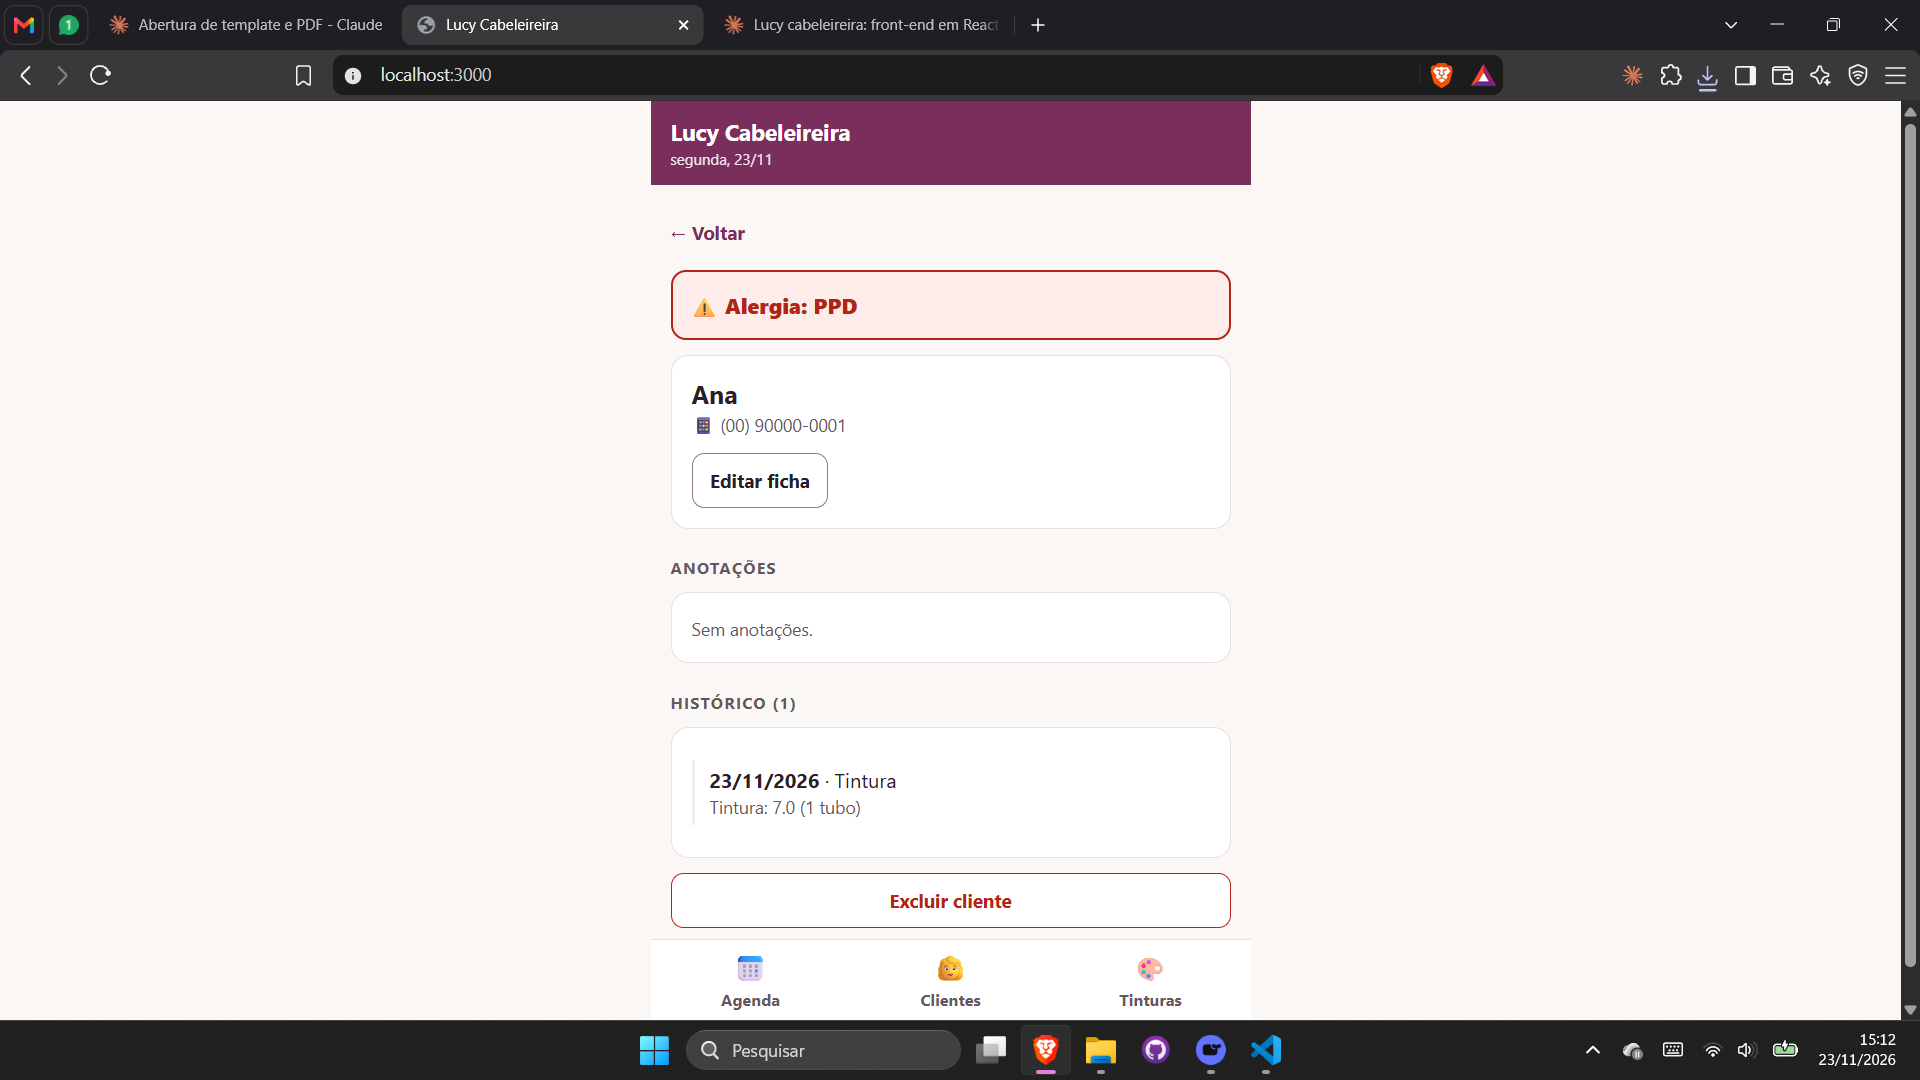 1
Abertura de template e PDF - Claude
Lucy Cabeleireira
Lucy cabeleireira: front-end em React
localhost:3000
Lucy Cabeleireira
segunda, 23/11
← Voltar
⚠️ Alergia: PPD
Ana
(00) 90000-0001
Editar ficha
ANOTAÇÕES
Sem anotações.
HISTÓRICO (1)
23/11/2026 · Tintura
Tintura: 7.0 (1 tubo)
Excluir cliente
Agenda
Clientes
Tinturas
Pesquisar
15:12
23/11/2026